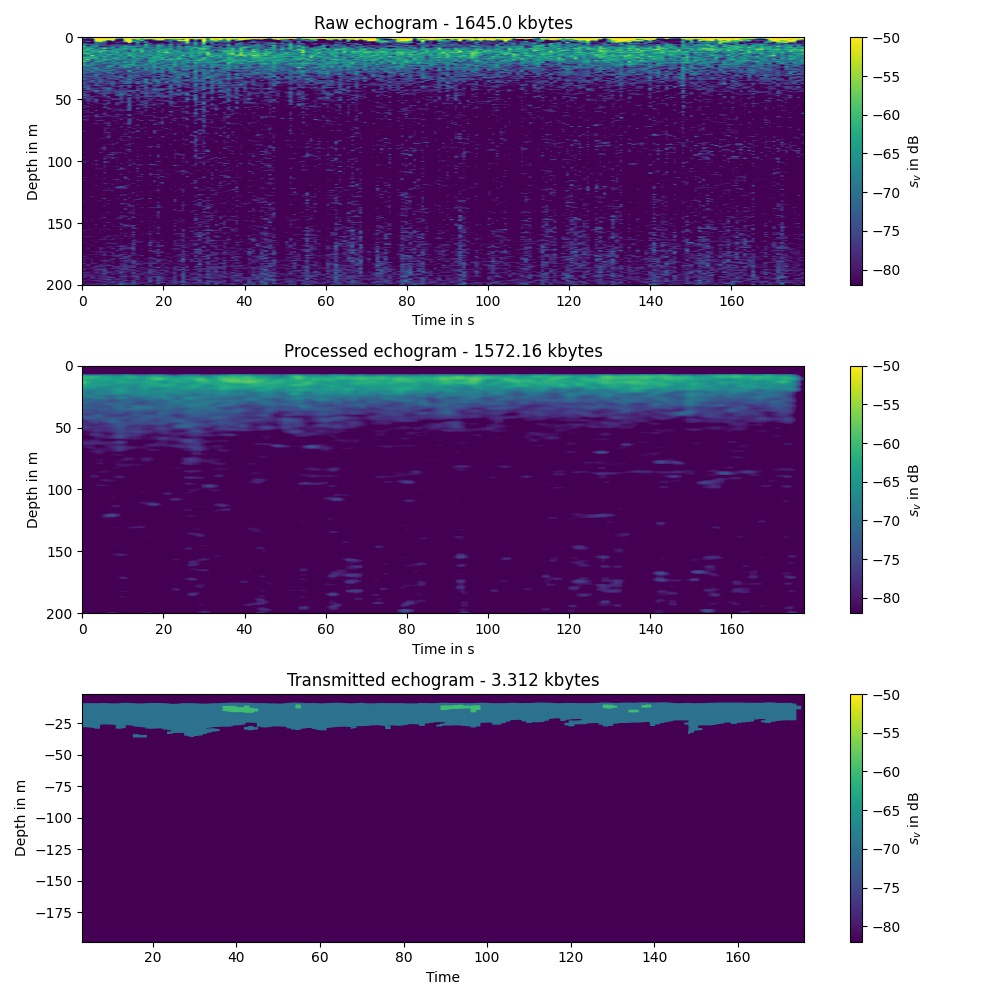 Raw echogram - 1645.0 kbytes
0
50
100
150
200
Depth in m
0 20 40 60 80 100 120 140 160
Time in s
−50
−55
−60
−65
−70
−75
−80
sv in dB
Processed echogram - 1572.16 kbytes
0
50
100
150
200
Depth in m
0 20 40 60 80 100 120 140 160
Time in s
−50
−55
−60
−65
−70
−75
−80
sv in dB
Transmitted echogram - 3.312 kbytes
−25
−50
−75
−100
−125
−150
−175
Depth in m
20 40 60 80 100 120 140 160
Time
−50
−55
−60
−65
−70
−75
−80
sv in dB